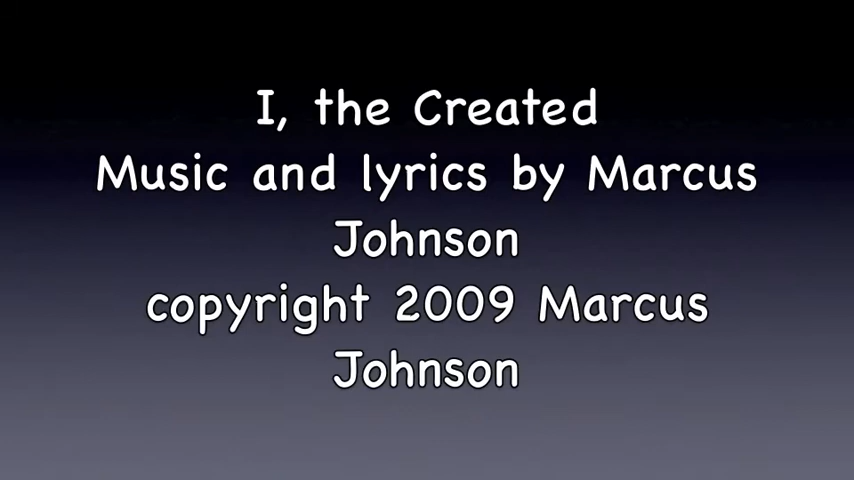 I, the Created
Music and lyrics by Marcus
Johnson
copyright 2009 Marcus
Johnson